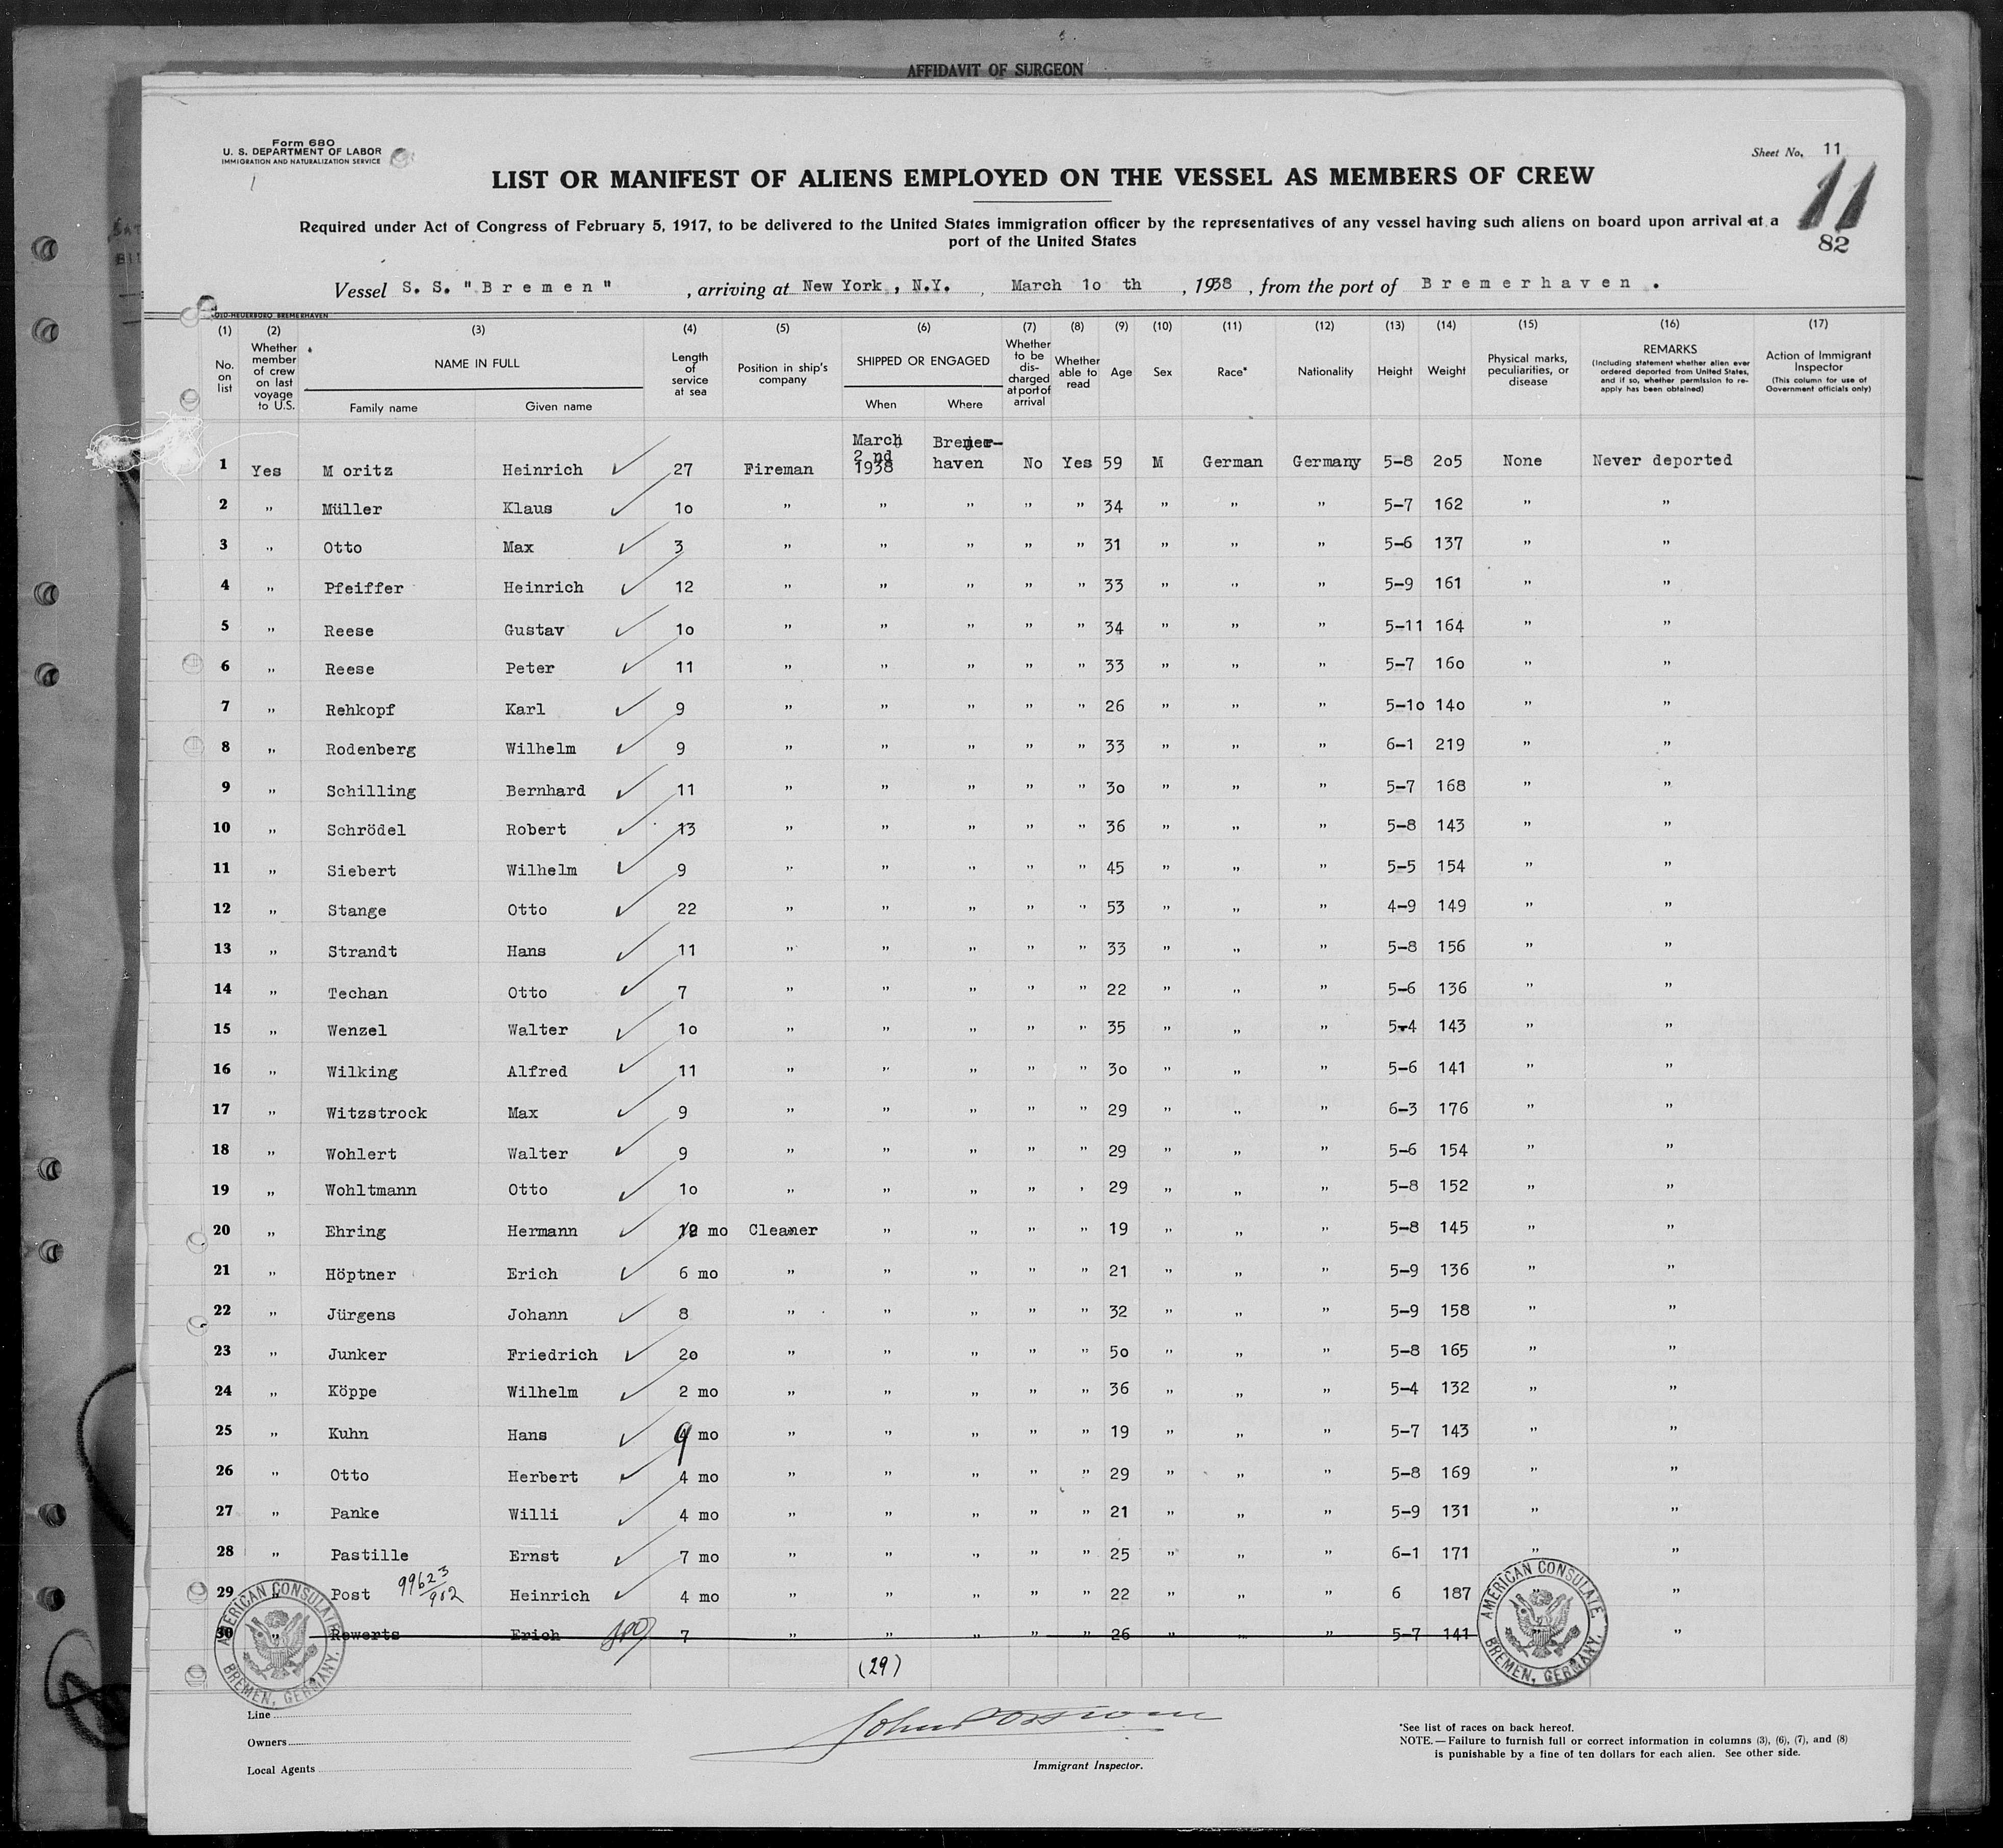 AFFIDAVIT OF SURGEON
Form 680
U. S. DEPARTMENT OF LABOR
IMMIGRATION AND NATURALIZATION SERVICE
Sheet No. 11
11
82
LIST OR MANIFEST OF ALIENS EMPLOYED ON THE VESSEL AS MEMBERS OF CREW
Required under Act of Congress of February 5, 1917, to be delivered to the United States immigration officer by the representatives of any vessel having such aliens on board upon arrival at a
port of the United States
Vessel S. S. "Bremen" , arriving at New York, N.Y. , March 1o th , 1938 , from the port of Bremerhaven .
(1) (2) (3) (4) (5) (6) (7) (8) (9) (10) (11) (12) (13) (14) (15) (16) (17)
No. on list
Whether member of crew on last voyage to U.S.
NAME IN FULL
Family name Given name
Length of service at sea
Position in ship's company
SHIPPED OR ENGAGED
When Where
Whether to be discharged at port of arrival
Whether able to read
Age
Sex
Race*
Nationality
Height
Weight
Physical marks, peculiarities, or disease
REMARKS
(Including statement whether alien ever ordered deported from United States, and if so, whether permission to reapply has been obtained)
Action of Immigrant Inspector
(This column for use of Government officials only)
1 Yes M oritz Heinrich ✓ 27 Fireman March 2 nd 1938 Bremer-haven No Yes 59 M German Germany 5-8 2o5 None Never deported
2 " Müller Klaus ✓ 1o " " " " " 34 " " " 5-7 162 " "
3 " Otto Max ✓ 3 " " " " " 31 " " " 5-6 137 " "
4 " Pfeiffer Heinrich ✓ 12 " " " " " 33 " " " 5-9 161 " "
5 " Reese Gustav ✓ 1o " " " " " 34 " " " 5-11 164 " "
6 " Reese Peter ✓ 11 " " " " " 33 " " " 5-7 16o " "
7 " Rehkopf Karl ✓ 9 " " " " " 26 " " " 5-1o 14o " "
8 " Rodenberg Wilhelm ✓ 9 " " " " " 33 " " " 6-1 219 " "
9 " Schilling Bernhard ✓ 11 " " " " " 3o " " " 5-7 168 " "
10 " Schrödel Robert ✓ 13 " " " " " 36 " " " 5-8 143 " "
11 " Siebert Wilhelm ✓ 9 " " " " " 45 " " " 5-5 154 " "
12 " Stange Otto ✓ 22 " " " " " 53 " " " 4-9 149 " "
13 " Strandt Hans ✓ 11 " " " " " 33 " " " 5-8 156 " "
14 " Techan Otto ✓ 7 " " " " " 22 " " " 5-6 136 " "
15 " Wenzel Walter ✓ 1o " " " " " 35 " " " 5-4 143 " "
16 " Wilking Alfred ✓ 11 " " " " " 3o " " " 5-6 141 " "
17 " Witzstrock Max ✓ 9 " " " " " 29 " " " 6-3 176 " "
18 " Wohlert Walter ✓ 9 " " " " " 29 " " " 5-6 154 " "
19 " Wohltmann Otto ✓ 1o " " " " " 29 " " " 5-8 152 " "
20 " Ehring Hermann ✓ mo Cleaner " " " " 19 " " " 5-8 145 " "
21 " Höptner Erich ✓ 6 mo " " " " " 21 " " " 5-9 136 " "
22 " Jürgens Johann ✓ 8 " " " " " 32 " " " 5-9 158 " "
23 " Junker Friedrich ✓ 2o " " " " " 5o " " " 5-8 165 " "
24 " Köppe Wilhelm ✓ 2 mo " " " " " 36 " " " 5-4 132 " "
25 " Kuhn Hans ✓ 9 mo " " " " " 19 " " " 5-7 143 " "
26 " Otto Herbert ✓ 4 mo " " " " " 29 " " " 5-8 169 " "
27 " Panke Willi ✓ 4 mo " " " " " 21 " " " 5-9 131 " "
28 " Pastille Ernst ✓ 7 mo " " " " " 25 " " " 6-1 171 " "
29 " Post 99623/902 Heinrich ✓ 4 mo " " " " " 22 " " " 6 187 " "
30 " Rewerts Erich 7 " " " " " 26 " " " 5-7 141 " "
(29)
AMERICAN CONSULATE BREMEN, GERMANY.
AMERICAN CONSULATE BREMEN, GERMANY.
Line
Owners
Local Agents
Immigrant Inspector.
*See list of races on back hereof.
NOTE.—Failure to furnish full or correct information in columns (3), (6), (7), and (8)
is punishable by a fine of ten dollars for each alien. See other side.